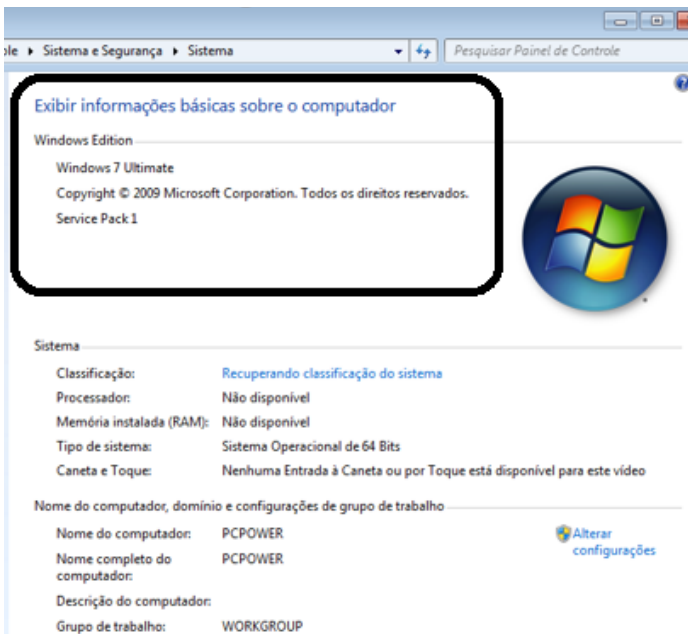 ole ▸ Sistema e Segurança ▸ Sistema
Pesquisar Painel de Controle
Exibir informações básicas sobre o computador
Windows Edition
Windows 7 Ultimate
Copyright © 2009 Microsoft Corporation. Todos os direitos reservados.
Service Pack 1
Sistema
Classificação: Recuperando classificação do sistema
Processador: Não disponível
Memória instalada (RAM): Não disponível
Tipo de sistema: Sistema Operacional de 64 Bits
Caneta e Toque: Nenhuma Entrada à Caneta ou por Toque está disponível para este vídeo
Nome do computador, domínio e configurações de grupo de trabalho
Nome do computador: PCPOWER Alterar
Nome completo do PCPOWER configurações
computador:
Descrição do computador:
Grupo de trabalho: WORKGROUP